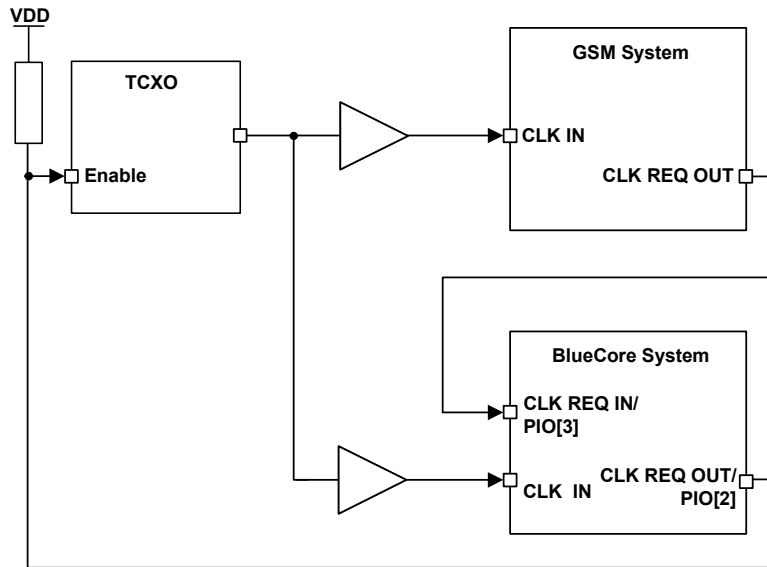 VDD
TCXO
Enable
GSM System
CLK IN
CLK REQ OUT
BlueCore System
CLK REQ IN/
PIO[3]
CLK IN
CLK REQ OUT/
PIO[2]